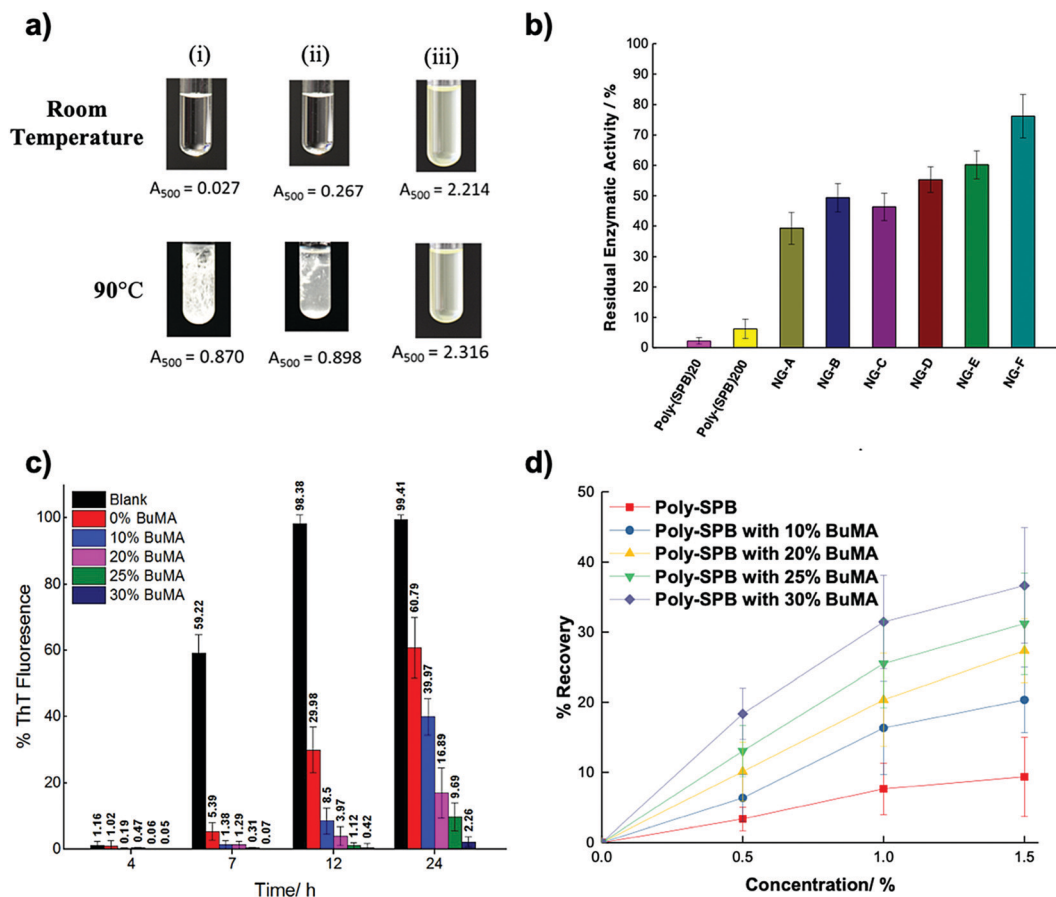 a)
(i) (ii) (iii)
Room
Temperature
A500 = 0.027 A500 = 0.267 A500 = 2.214
90°C
A500 = 0.870 A500 = 0.898 A500 = 2.316
b)
Residual Enzymatic Activity / %
100
90
80
70
60
50
40
30
20
10
0
Poly-(SPB)20 Poly-(SPB)200 NG-A NG-B NG-C NG-D NG-E NG-F
c)
% ThT Fluoresence
100
80
60
40
20
0
Blank
0% BuMA
10% BuMA
20% BuMA
25% BuMA
30% BuMA
1.16 1.02 0.19 0.47 0.06 0.05
59.22 5.39 1.38 1.29 0.31 0.07
98.38 29.98 8.5 3.97 1.12 0.42
99.41 60.79 39.97 16.89 9.69 2.26
4 7 12 24
Time/ h
d)
% Recovery
50
40
30
20
10
0
Poly-SPB
Poly-SPB with 10% BuMA
Poly-SPB with 20% BuMA
Poly-SPB with 25% BuMA
Poly-SPB with 30% BuMA
0.0 0.5 1.0 1.5
Concentration/ %